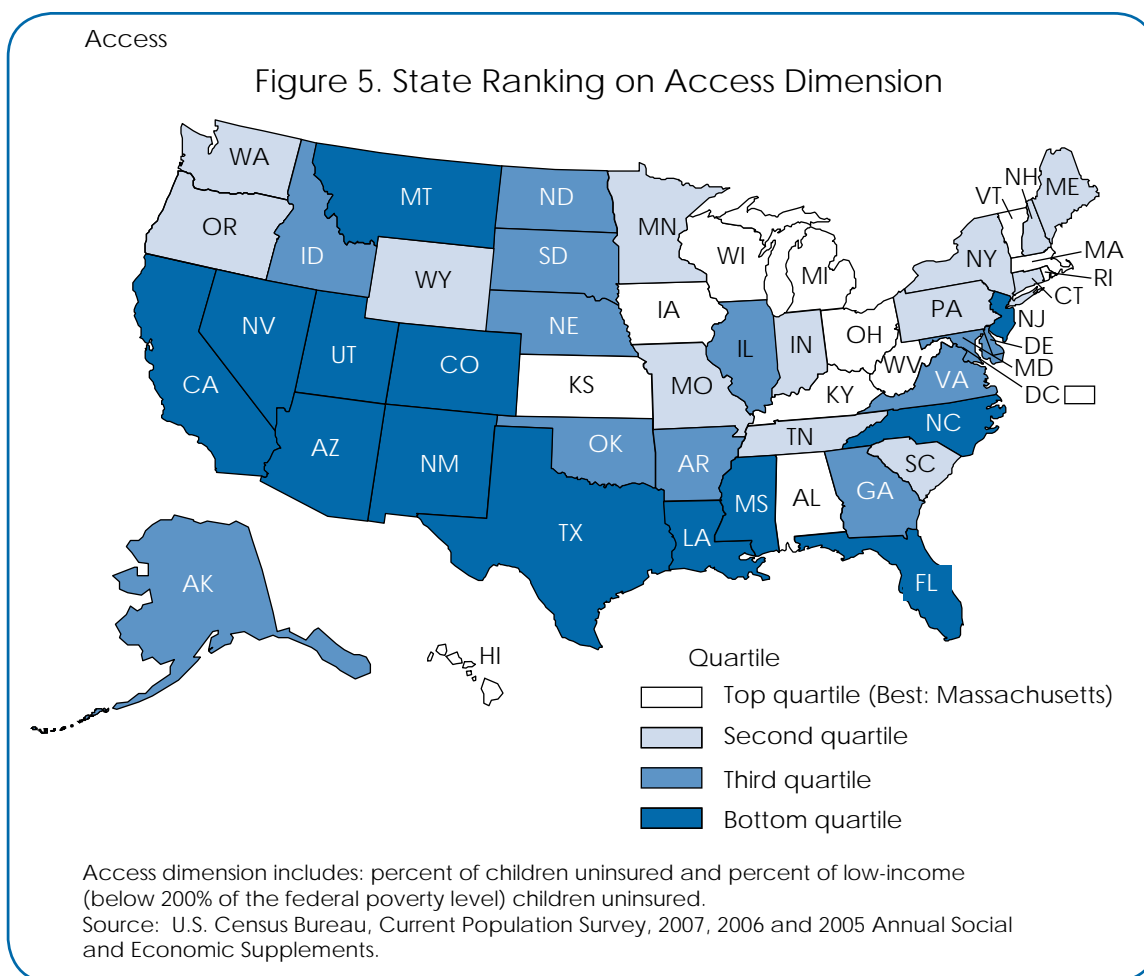 Access
Figure 5. State Ranking on Access Dimension
WA
MT
ND
MN
VT
NH
ME
OR
ID
SD
WI
MI
NY
MA
RI
CT
WY
IA
PA
NE
NJ
NV
IL
IN
OH
DE
MD
UT
CO
WV
DC
CA
KS
MO
KY
VA
NC
AZ
NM
OK
TN
AR
SC
MS
AL
GA
TX
LA
AK
FL
HI
Quartile
Top quartile (Best: Massachusetts)
Second quartile
Third quartile
Bottom quartile
Access dimension includes: percent of children uninsured and percent of low-income
(below 200% of the federal poverty level) children uninsured.
Source: U.S. Census Bureau, Current Population Survey, 2007, 2006 and 2005 Annual Social
and Economic Supplements.